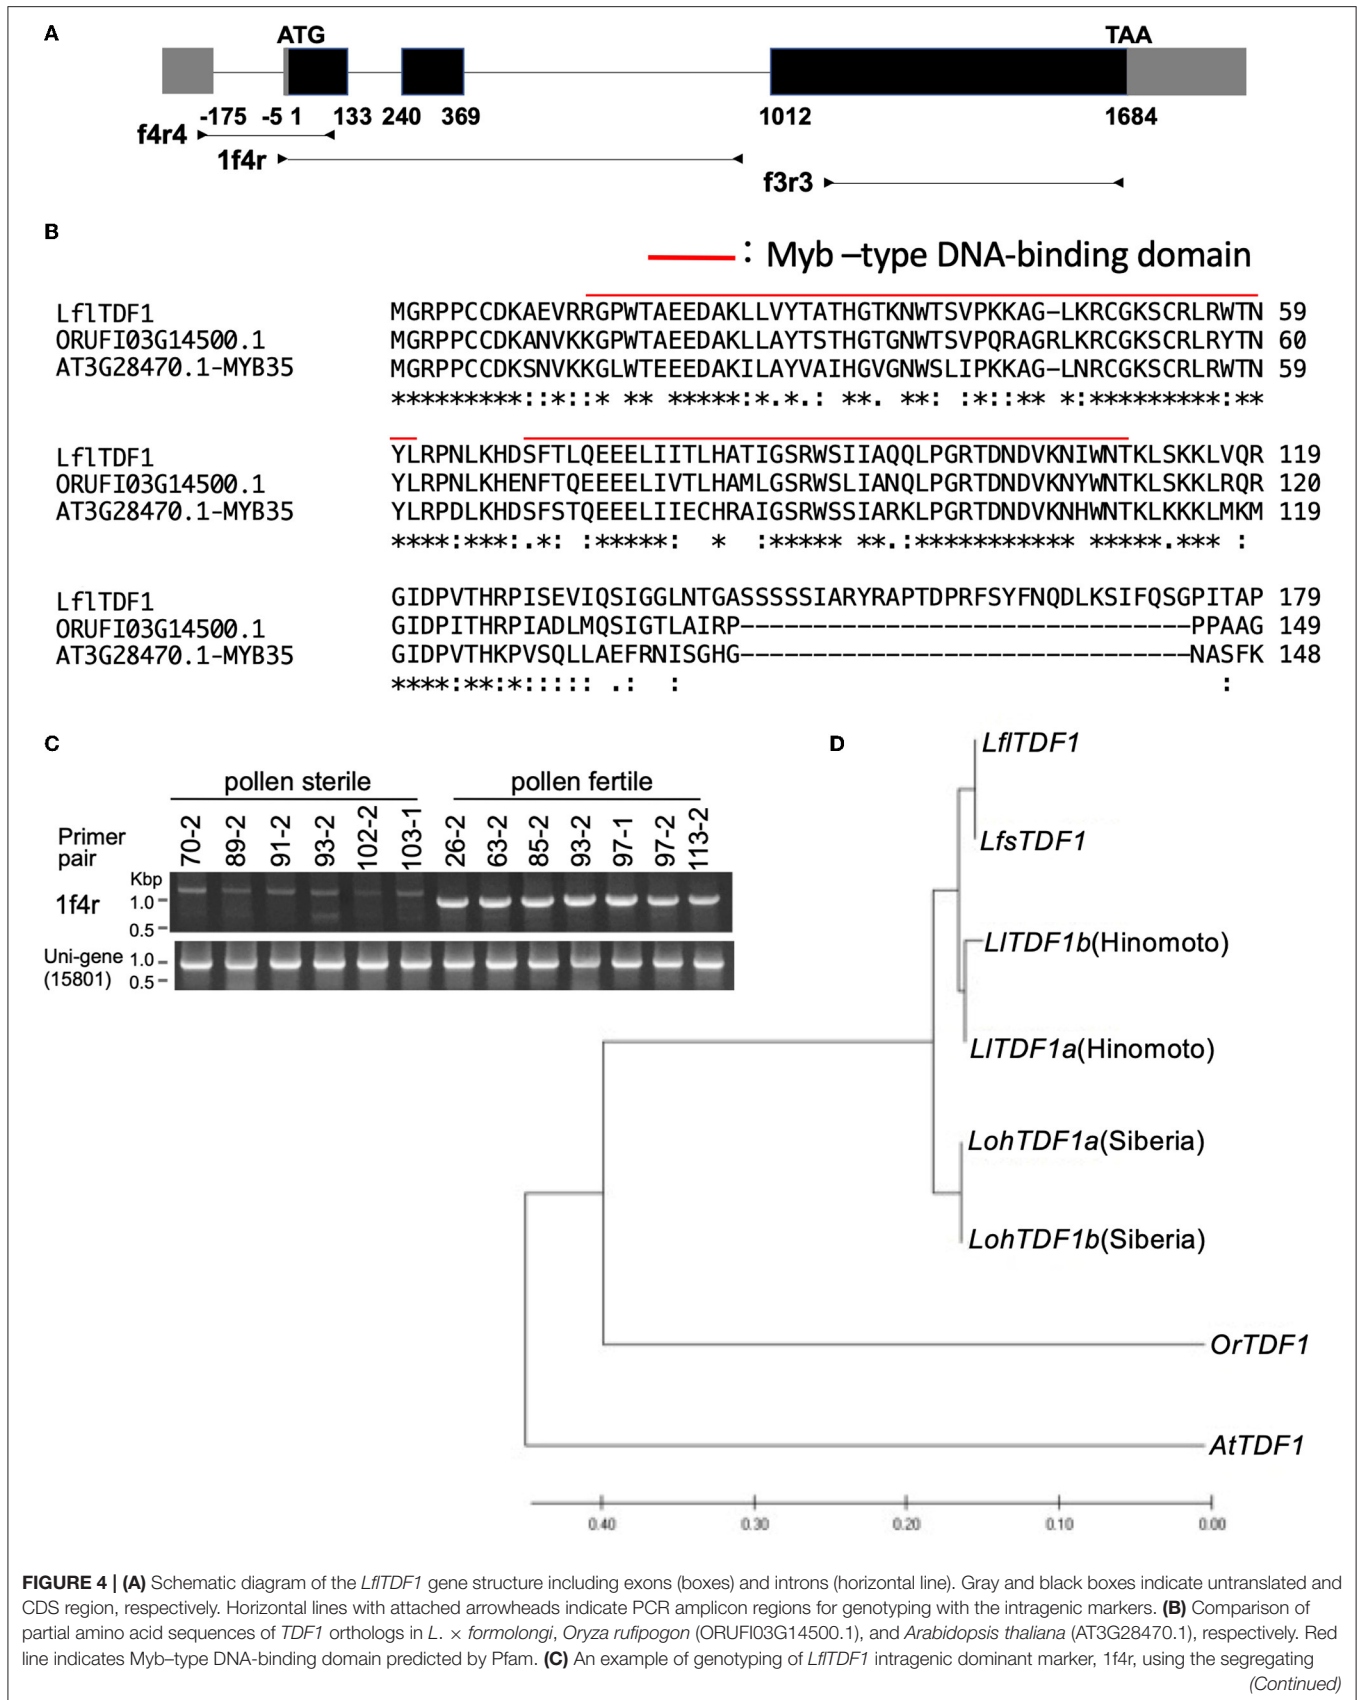 A
ATG
TAA
-175 -5 1 133 240 369 1012 1684
f4r4
1f4r
f3r3
B
: Myb –type DNA-binding domain
LflTDF1 MGRPPCCDKAEVRRGPWTAEEDAKLLVYTATHGTKNWTSVPKKAG–LKRCGKSCRLRWTN 59
ORUFI03G14500.1 MGRPPCCDKANVKKGPWTAEEDAKLLAYTSTHGTGNWTSVPQRAGRLKRCGKSCRLRYTN 60
AT3G28470.1-MYB35 MGRPPCCDKSNVKKGLWTEEEDAKILAYVAIHGVGNWSLIPKKAG–LNRCGKSCRLRWTN 59
*********::*::* ** *****:*.*.: **. **: :*::** *:*********:**
LflTDF1 YLRPNLKHDSFTLQEEELIITLHATIGSRWSIIAQQLPGRTDNDVKNIWNTKLSKKLVQR 119
ORUFI03G14500.1 YLRPNLKHENFTQEEEELIVTLHAMLGSRWSLIANQLPGRTDNDVKNYWNTKLSKKLRQR 120
AT3G28470.1-MYB35 YLRPDLKHDSFSTQEEELIIECHRAIGSRWSSIARKLPGRTDNDVKNHWNTKLKKKLMKM 119
****:***:.*: :*****:  *  :***** **.:*********** *****.*** :
LflTDF1 GIDPVTHRPISEVIQSIGGLNTGASSSSSIARYRAPTDPRFSYFNQDLKSIFQSGPITAP 179
ORUFI03G14500.1 GIDPITHRPIADLMQSIGTLAIRP–––––––––––––––––––––––––––––––PPAAG 149
AT3G28470.1-MYB35 GIDPVTHKPVSQLLAEFRNISGHG–––––––––––––––––––––––––––––––NASFK 148
****:**:*::::: .:  :                                     :
C
pollen sterile
pollen fertile
Primer pair
70-2 89-2 91-2 93-2 102-2 103-1 26-2 63-2 85-2 93-2 97-1 97-2 113-2
Kbp
1f4r
1.0
0.5
Uni-gene (15801)
1.0
0.5
D
LflTDF1
LfsTDF1
LlTDF1b(Hinomoto)
LlTDF1a(Hinomoto)
LohTDF1a(Siberia)
LohTDF1b(Siberia)
OrTDF1
AtTDF1
0.40 0.30 0.20 0.10 0.00
FIGURE 4 | (A) Schematic diagram of the LflTDF1 gene structure including exons (boxes) and introns (horizontal line). Gray and black boxes indicate untranslated and
CDS region, respectively. Horizontal lines with attached arrowheads indicate PCR amplicon regions for genotyping with the intragenic markers. (B) Comparison of
partial amino acid sequences of TDF1 orthologs in L. × formolongi, Oryza rufipogon (ORUFI03G14500.1), and Arabidopsis thaliana (AT3G28470.1), respectively. Red
line indicates Myb–type DNA-binding domain predicted by Pfam. (C) An example of genotyping of LflTDF1 intragenic dominant marker, 1f4r, using the segregating
(Continued)